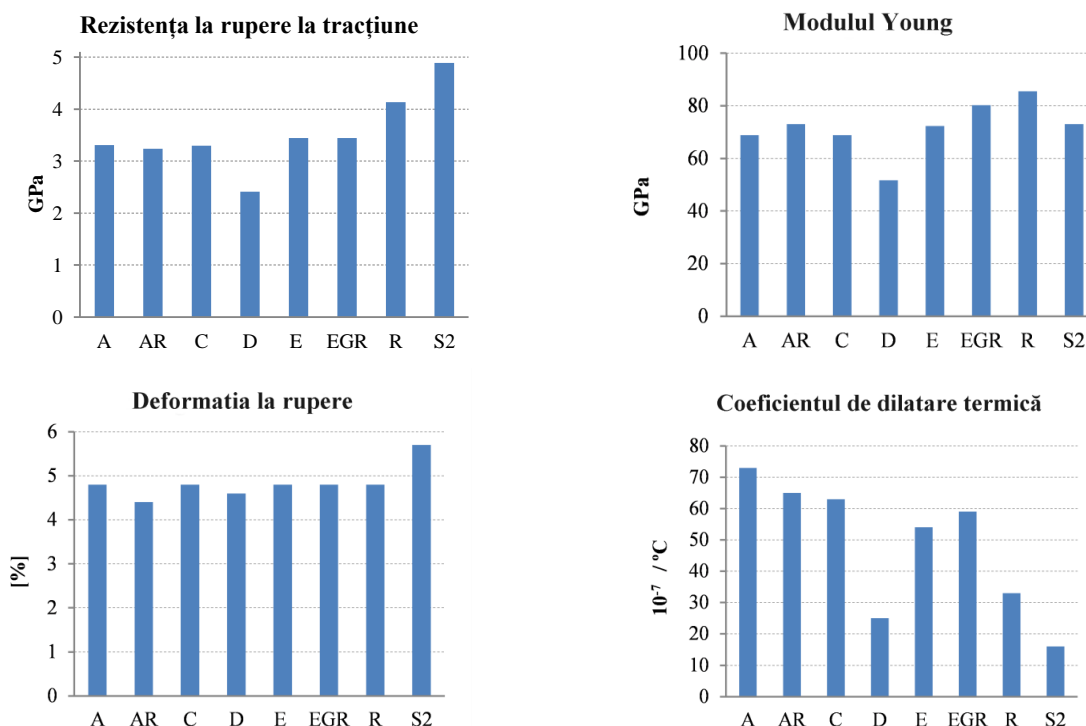 Rezistența la rupere la tracțiune
5
4
3
2
1
0
GPa
A AR C D E EGR R S2
Modulul Young
100
80
60
40
20
0
GPa
A AR C D E EGR R S2
Deformatia la rupere
6
5
4
3
2
1
0
[%]
A AR C D E EGR R S2
Coeficientul de dilatare termică
80
70
60
50
40
30
20
10
0
10⁻⁷ / ºC
A AR C D E EGR R S2